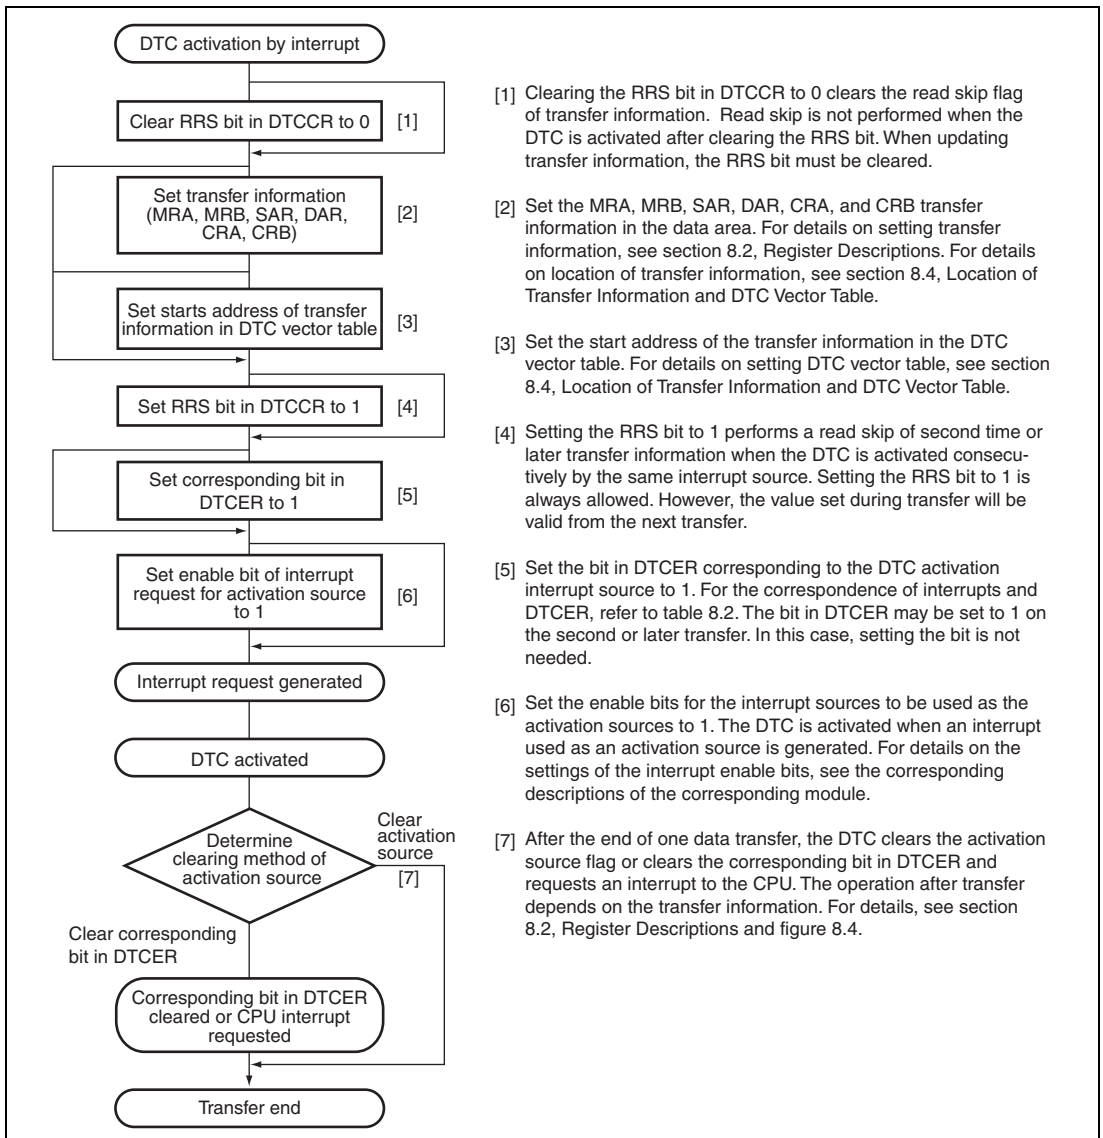 DTC activation by interrupt
Clear RRS bit in DTCCR to 0
[1]
Set transfer information
(MRA, MRB, SAR, DAR,
CRA, CRB)
[2]
Set starts address of transfer
information in DTC vector table
[3]
Set RRS bit in DTCCR to 1
[4]
Set corresponding bit in
DTCER to 1
[5]
Set enable bit of interrupt
request for activation source
to 1
[6]
Interrupt request generated
DTC activated
Determine
clearing method of
activation source
Clear
activation
source
[7]
Clear corresponding
bit in DTCER
Corresponding bit in DTCER
cleared or CPU interrupt
requested
Transfer end
[1] Clearing the RRS bit in DTCCR to 0 clears the read skip flag
of transfer information. Read skip is not performed when the
DTC is activated after clearing the RRS bit. When updating
transfer information, the RRS bit must be cleared.
[2] Set the MRA, MRB, SAR, DAR, CRA, and CRB transfer
information in the data area. For details on setting transfer
information, see section 8.2, Register Descriptions. For details
on location of transfer information, see section 8.4, Location of
Transfer Information and DTC Vector Table.
[3] Set the start address of the transfer information in the DTC
vector table. For details on setting DTC vector table, see section
8.4, Location of Transfer Information and DTC Vector Table.
[4] Setting the RRS bit to 1 performs a read skip of second time or
later transfer information when the DTC is activated consecu-
tively by the same interrupt source. Setting the RRS bit to 1 is
always allowed. However, the value set during transfer will be
valid from the next transfer.
[5] Set the bit in DTCER corresponding to the DTC activation
interrupt source to 1. For the correspondence of interrupts and
DTCER, refer to table 8.2. The bit in DTCER may be set to 1 on
the second or later transfer. In this case, setting the bit is not
needed.
[6] Set the enable bits for the interrupt sources to be used as the
activation sources to 1. The DTC is activated when an interrupt
used as an activation source is generated. For details on the
settings of the interrupt enable bits, see the corresponding
descriptions of the corresponding module.
[7] After the end of one data transfer, the DTC clears the activation
source flag or clears the corresponding bit in DTCER and
requests an interrupt to the CPU. The operation after transfer
depends on the transfer information. For details, see section
8.2, Register Descriptions and figure 8.4.